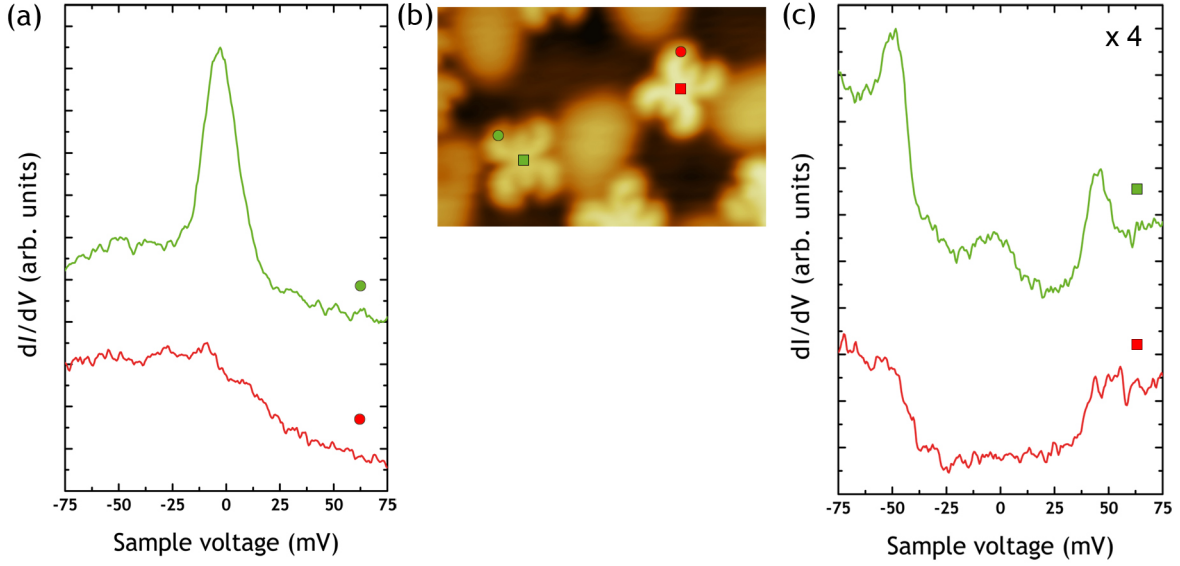 (a)
dI/dV (arb. units)
-75
-50
-25
0
25
50
75
Sample voltage (mV)
(b)
(c)
x 4
dI/dV (arb. units)
-75
-50
-25
0
25
50
75
Sample voltage (mV)